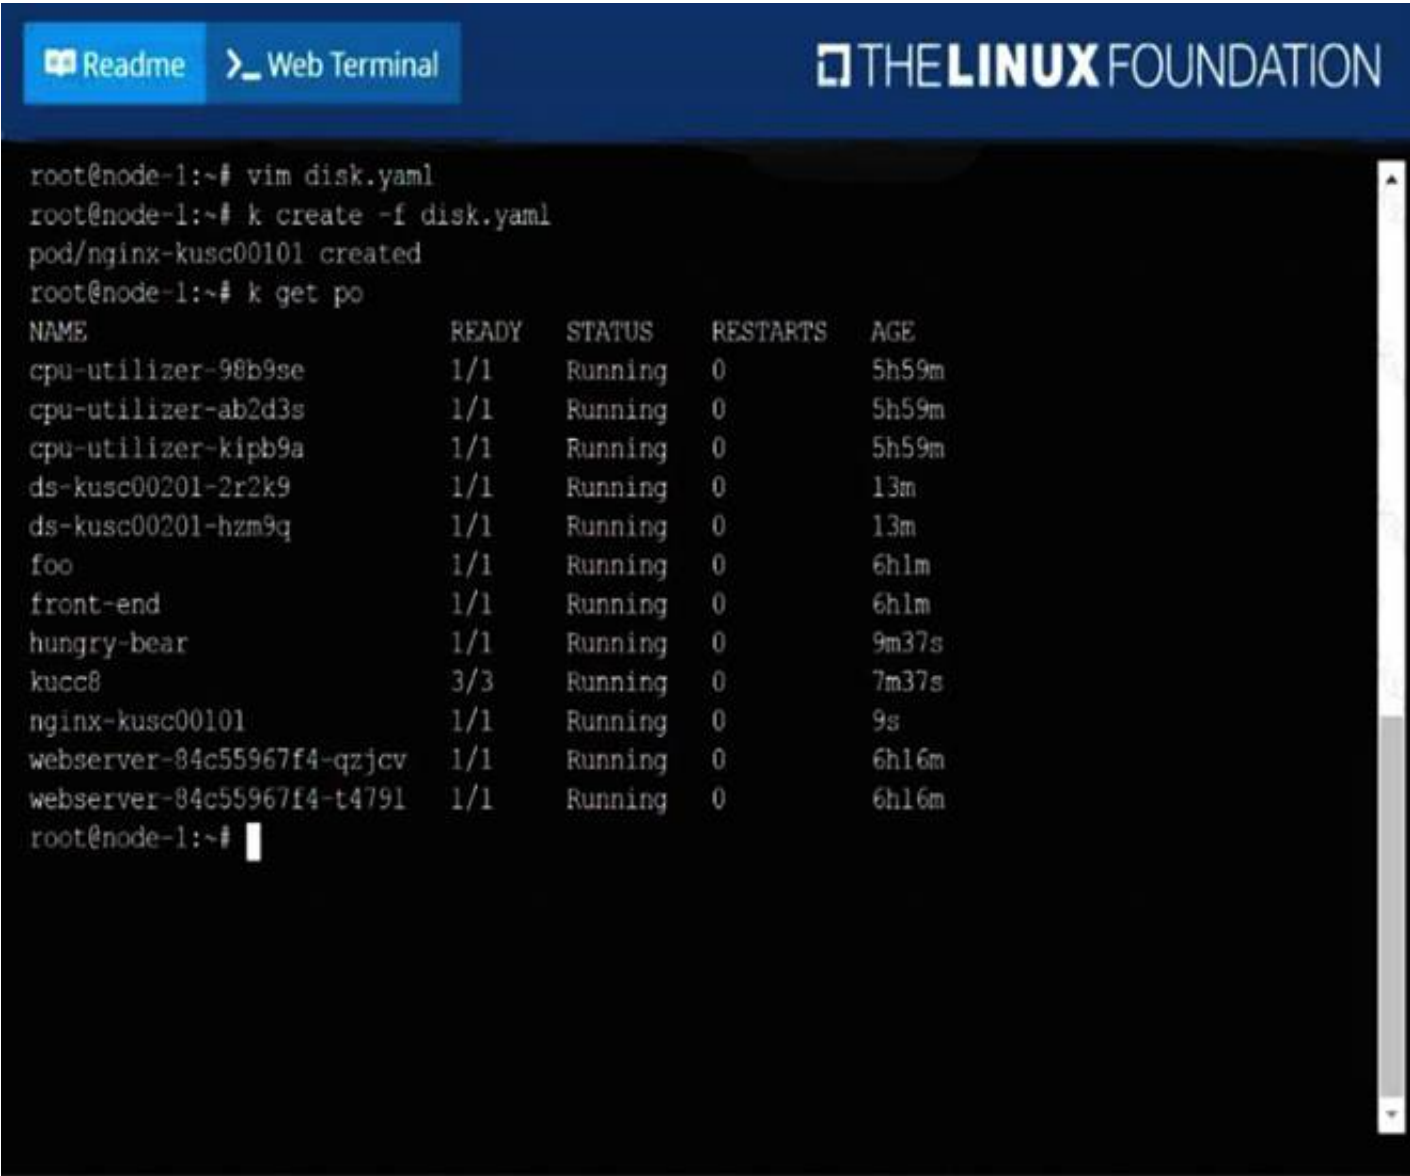 Readme Web Terminal THE LINUX FOUNDATION
root@node-1:~# vim disk.yaml
root@node-1:~# k create -f disk.yaml
pod/nginx-kusc00101 created
root@node-1:~# k get po
NAME READY STATUS RESTARTS AGE
cpu-utilizer-98b9se 1/1 Running 0 5h59m
cpu-utilizer-ab2d3s 1/1 Running 0 5h59m
cpu-utilizer-kipb9a 1/1 Running 0 5h59m
ds-kusc00201-2r2k9 1/1 Running 0 13m
ds-kusc00201-hzm9q 1/1 Running 0 13m
foo 1/1 Running 0 6h1m
front-end 1/1 Running 0 6h1m
hungry-bear 1/1 Running 0 9m37s
kucc8 3/3 Running 0 7m37s
nginx-kusc00101 1/1 Running 0 9s
webserver-84c55967f4-qzjcv 1/1 Running 0 6h16m
webserver-84c55967f4-t479l 1/1 Running 0 6h16m
root@node-1:~#